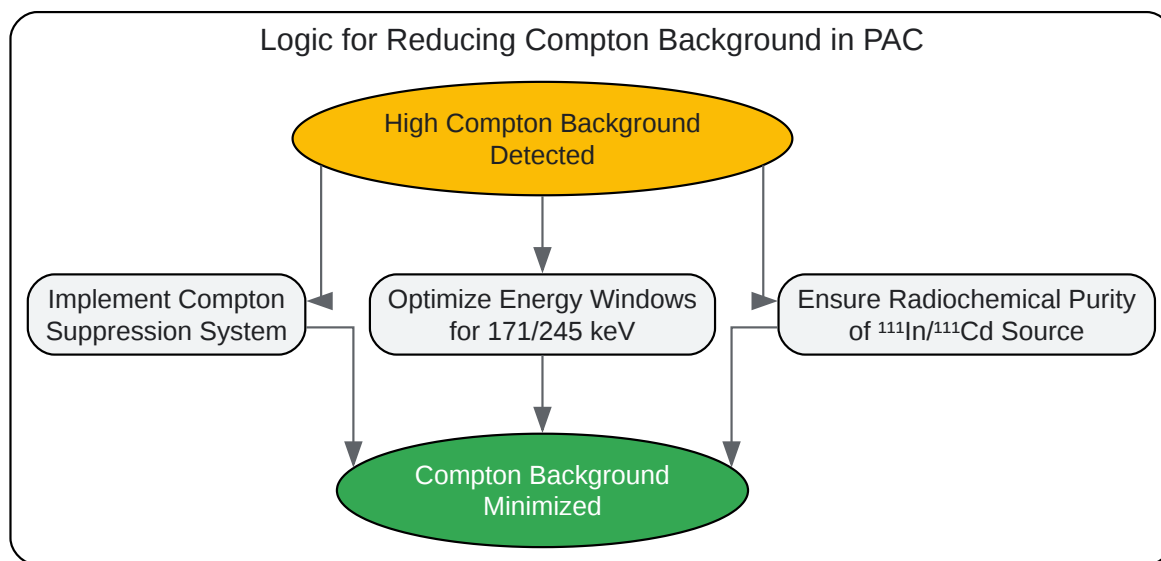 Logic for Reducing Compton Background in PAC
High Compton Background
Detected
Implement Compton
Suppression System
Optimize Energy Windows
for 171/245 keV
Ensure Radiochemical Purity
of ¹¹¹In/¹¹¹Cd Source
Compton Background
Minimized